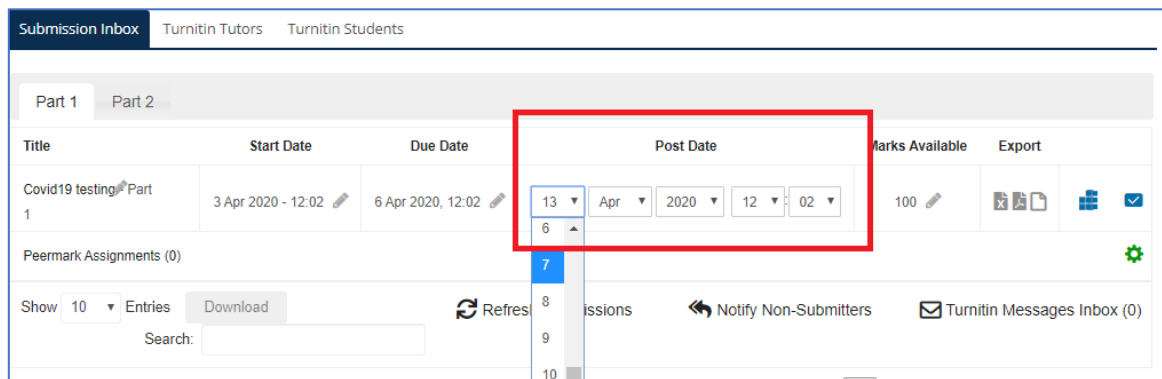 Submission Inbox Turnitin Tutors Turnitin Students
Part 1 Part 2
Title Start Date Due Date Post Date Marks Available Export
Covid19 testing Part
1
3 Apr 2020 - 12:02 6 Apr 2020, 12:02 13 Apr 2020 12 : 02 100
6
Peermark Assignments (0)
7
Show 10 Entries Download 8 Notify Non-Submitters Turnitin Messages Inbox (0)
Search: 9
10